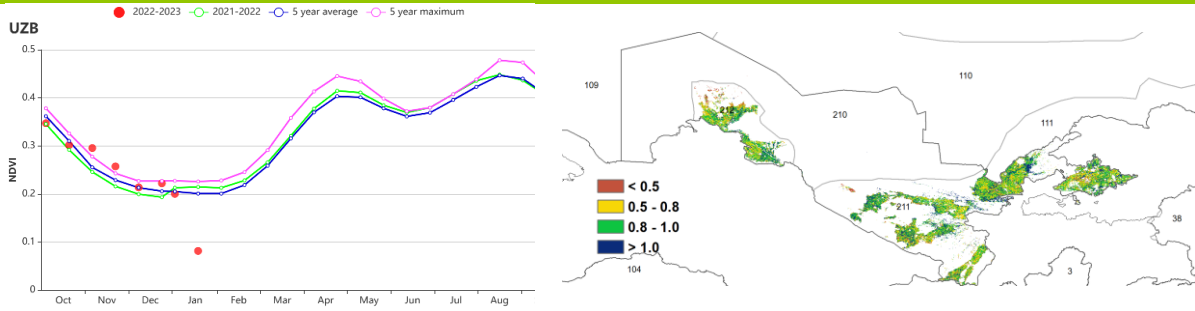 2022-2023 2021-2022 5 year average 5 year maximum
UZB
NDVI
0.5
0.4
0.3
0.2
0.1
0
Oct Nov Dec Jan Feb Mar Apr May Jun Jul Aug
109
110
212
210
111
211
38
104
3
< 0.5
0.5 - 0.8
0.8 - 1.0
> 1.0